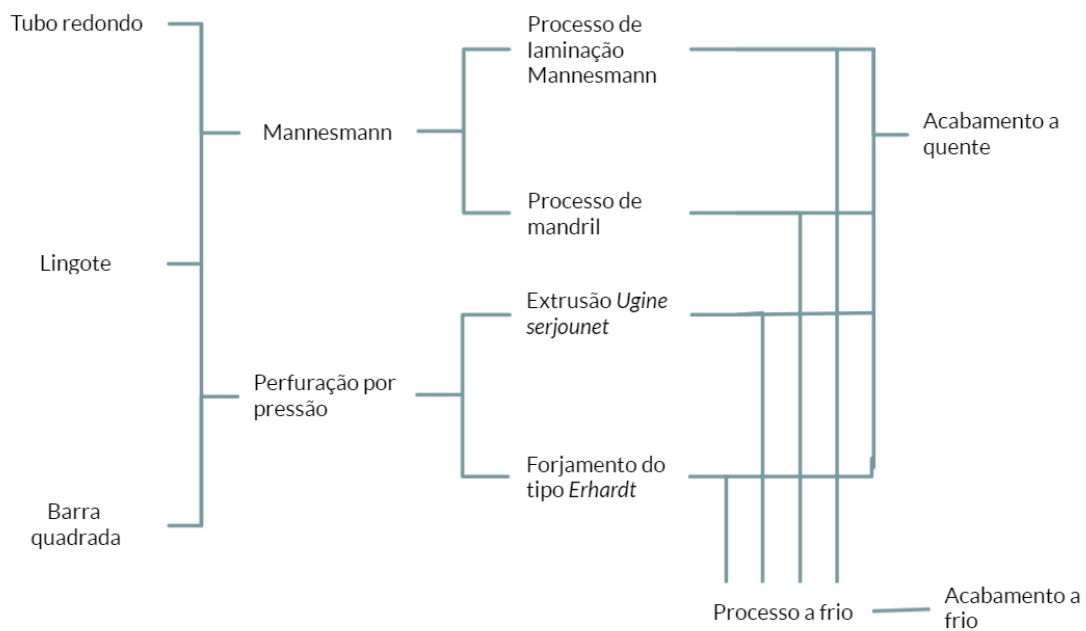 Tubo redondo
Lingote
Barra
quadrada
Mannesmann
Perfuração por
pressão
Processo de
laminação
Mannesmann
Processo de
mandril
Extrusão Ugine
serjounet
Forjamento do
tipo Erhardt
Acabamento a
quente
Processo a frio
Acabamento a
frio